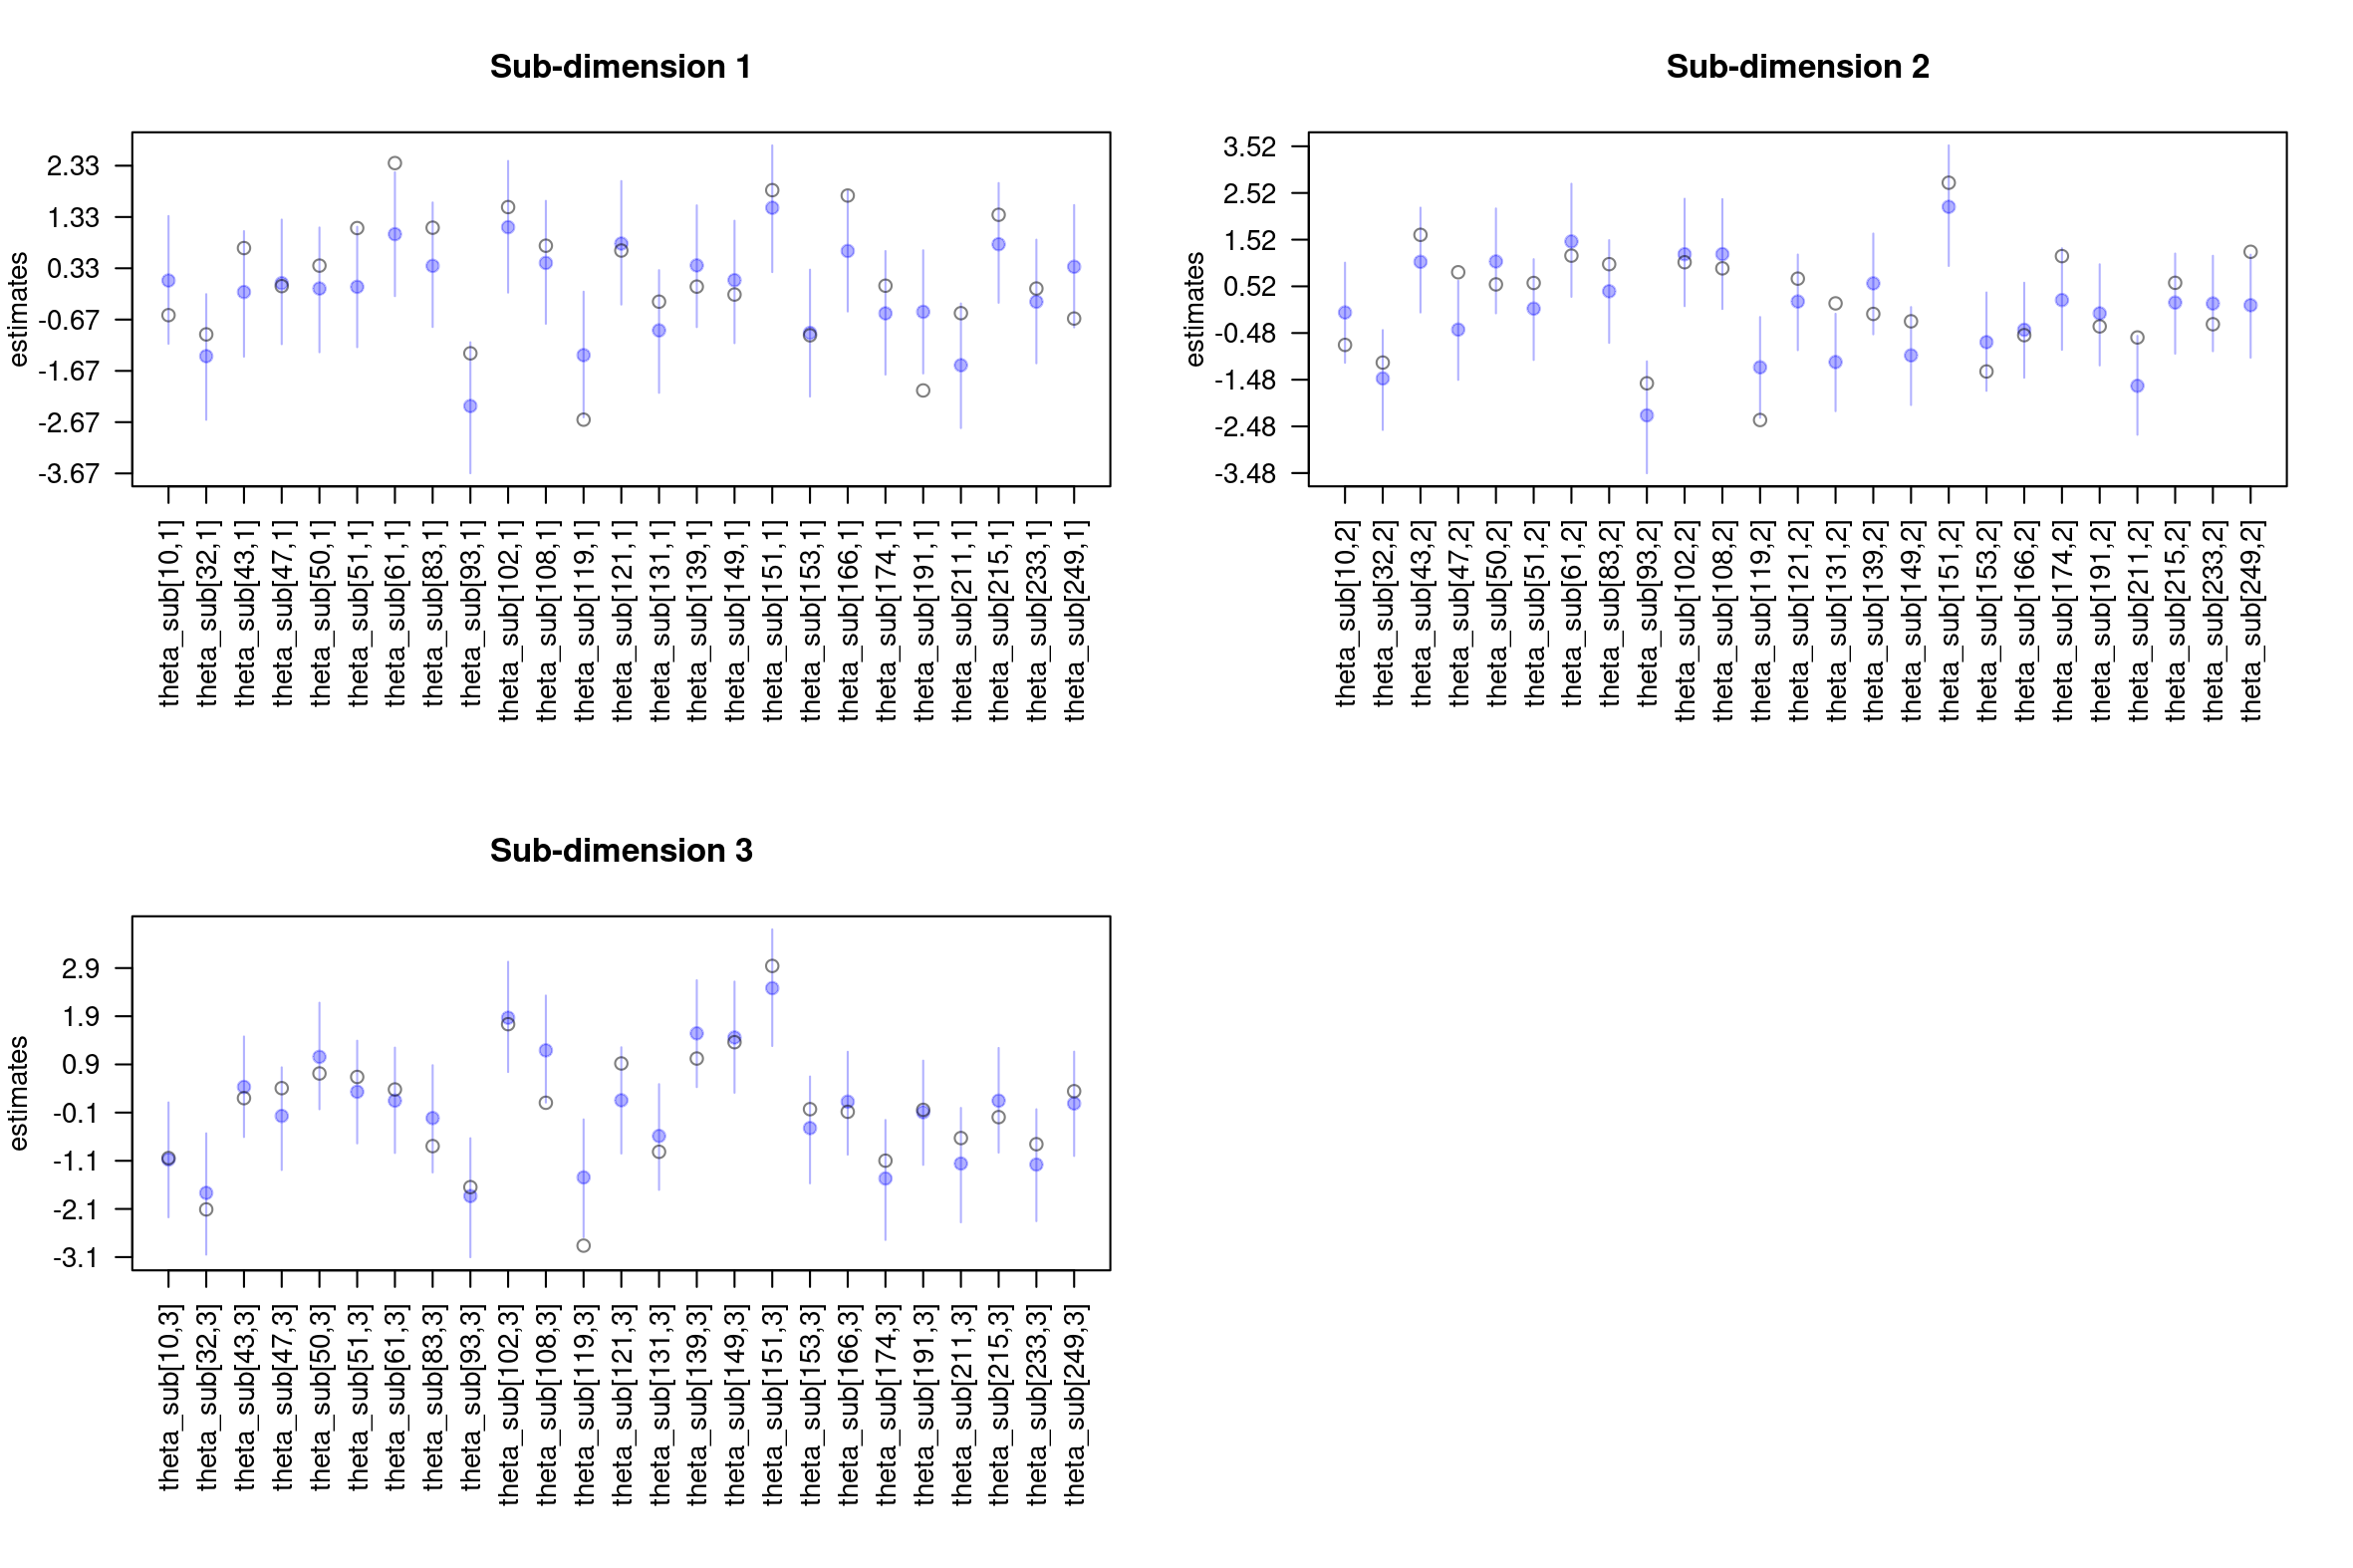 Sub-dimension 1
estimates
2.33
1.33
0.33
-0.67
-1.67
-2.67
-3.67
theta_sub[10,1]
theta_sub[32,1]
theta_sub[43,1]
theta_sub[47,1]
theta_sub[50,1]
theta_sub[51,1]
theta_sub[61,1]
theta_sub[83,1]
theta_sub[93,1]
theta_sub[102,1]
theta_sub[108,1]
theta_sub[119,1]
theta_sub[121,1]
theta_sub[131,1]
theta_sub[139,1]
theta_sub[149,1]
theta_sub[151,1]
theta_sub[153,1]
theta_sub[166,1]
theta_sub[174,1]
theta_sub[191,1]
theta_sub[211,1]
theta_sub[215,1]
theta_sub[233,1]
theta_sub[249,1]
Sub-dimension 2
estimates
3.52
2.52
1.52
0.52
-0.48
-1.48
-2.48
-3.48
theta_sub[10,2]
theta_sub[32,2]
theta_sub[43,2]
theta_sub[47,2]
theta_sub[50,2]
theta_sub[51,2]
theta_sub[61,2]
theta_sub[83,2]
theta_sub[93,2]
theta_sub[102,2]
theta_sub[108,2]
theta_sub[119,2]
theta_sub[121,2]
theta_sub[131,2]
theta_sub[139,2]
theta_sub[149,2]
theta_sub[151,2]
theta_sub[153,2]
theta_sub[166,2]
theta_sub[174,2]
theta_sub[191,2]
theta_sub[211,2]
theta_sub[215,2]
theta_sub[233,2]
theta_sub[249,2]
Sub-dimension 3
estimates
2.9
1.9
0.9
-0.1
-1.1
-2.1
-3.1
theta_sub[10,3]
theta_sub[32,3]
theta_sub[43,3]
theta_sub[47,3]
theta_sub[50,3]
theta_sub[51,3]
theta_sub[61,3]
theta_sub[83,3]
theta_sub[93,3]
theta_sub[102,3]
theta_sub[108,3]
theta_sub[119,3]
theta_sub[121,3]
theta_sub[131,3]
theta_sub[139,3]
theta_sub[149,3]
theta_sub[151,3]
theta_sub[153,3]
theta_sub[166,3]
theta_sub[174,3]
theta_sub[191,3]
theta_sub[211,3]
theta_sub[215,3]
theta_sub[233,3]
theta_sub[249,3]